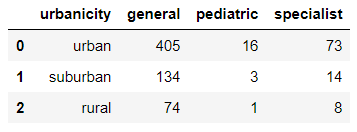 urbanicity general pediatric specialist
0 urban 405 16 73
1 suburban 134 3 14
2 rural 74 1 8